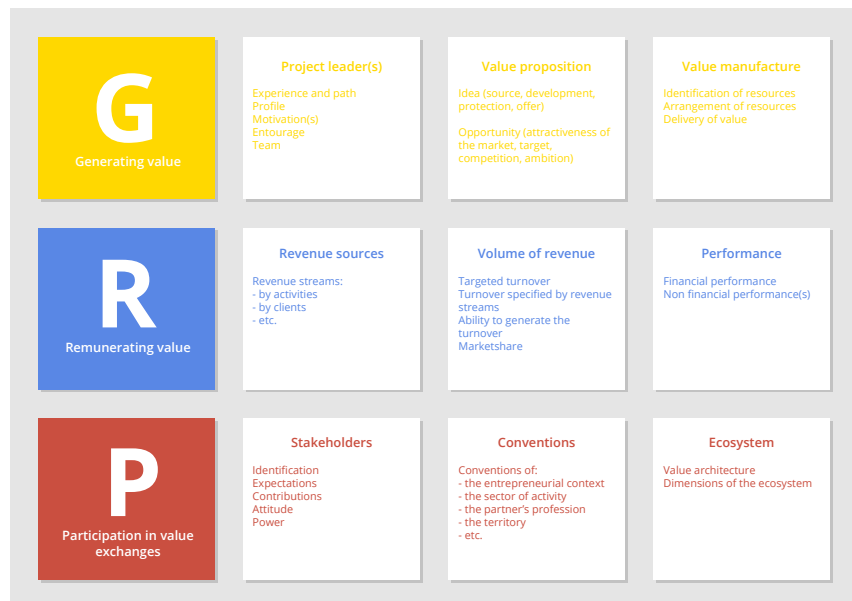 G
Generating value
Project leader(s)
Experience and path
Profile
Motivation(s)
Entourage
Team
Value proposition
Idea (source, development,
protection, offer)
Opportunity (attractiveness of
the market, target,
competition, ambition)
Value manufacture
Identification of resources
Arrangement of resources
Delivery of value
R
Remunerating value
Revenue sources
Revenue streams:
- by activities
- by clients
- etc.
Volume of revenue
Targeted turnover
Turnover specified by revenue
streams
Ability to generate the
turnover
Marketshare
Performance
Financial performance
Non financial performance(s)
P
Participation in value
exchanges
Stakeholders
Identification
Expectations
Contributions
Attitude
Power
Conventions
Conventions of:
- the entrepreneurial context
- the sector of activity
- the partner's profession
- the territory
- etc.
Ecosystem
Value architecture
Dimensions of the ecosystem